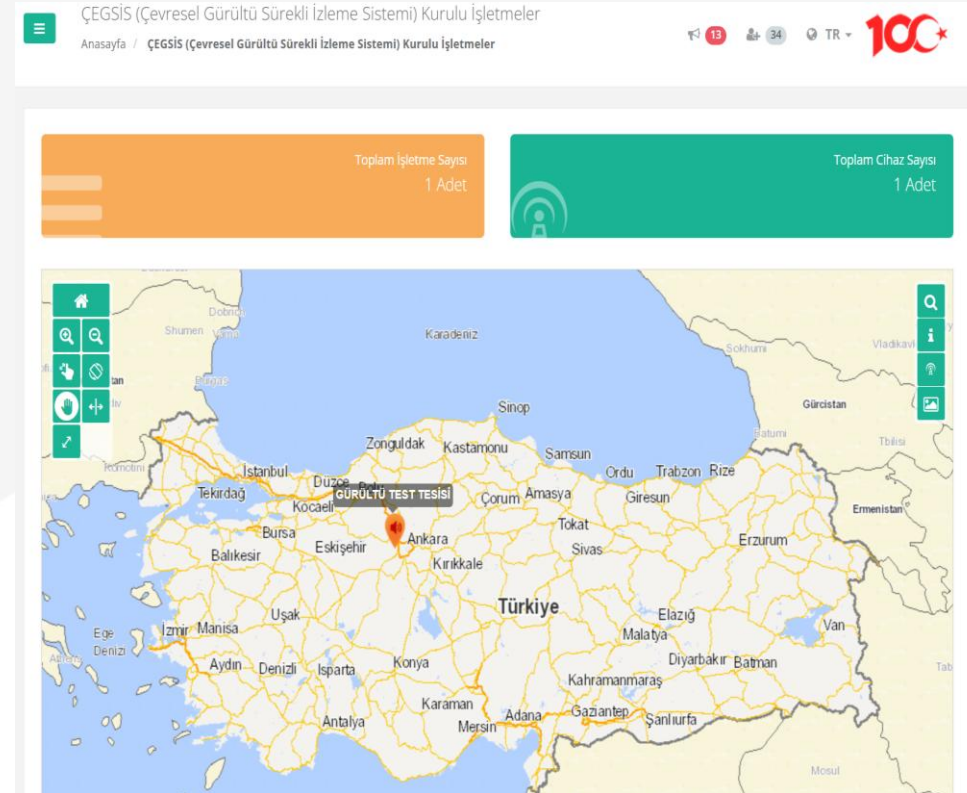 ÇEGSİS (Çevresel Gürültü Sürekli İzleme Sistemi) Kurulu İşletmeler
Anasayfa / ÇEGSİS (Çevresel Gürültü Sürekli İzleme Sistemi) Kurulu İşletmeler
13 34 TR 100
Toplam İşletme Sayısı
1 Adet
Toplam Cihaz Sayısı
1 Adet
Shumen
Karadeniz
Sokhumi
Gürcistan
Sinop
Zonguldak
Kastamonu
Samsun
Tbilisi
Komotini
İstanbul
Ordu
Trabzon
Rize
Tekirdağ
Düzce
GÜRÜLTÜ TEST TESİSİ
Çorum
Amasya
Giresun
Kocaeli
Ermenistan
Bursa
Tokat
Eskişehir
Ankara
Erzurum
Balıkesir
Sivas
Kırıkkale
Türkiye
Uşak
Elazığ
Ege
Denizi
İzmir
Manisa
Malatya
Van
Aydın
Denizli
Isparta
Konya
Diyarbakır
Batman
Kahramanmaraş
Karaman
Antalya
Mersin
Adana
Gaziantep
Şanlıurfa
Mosul